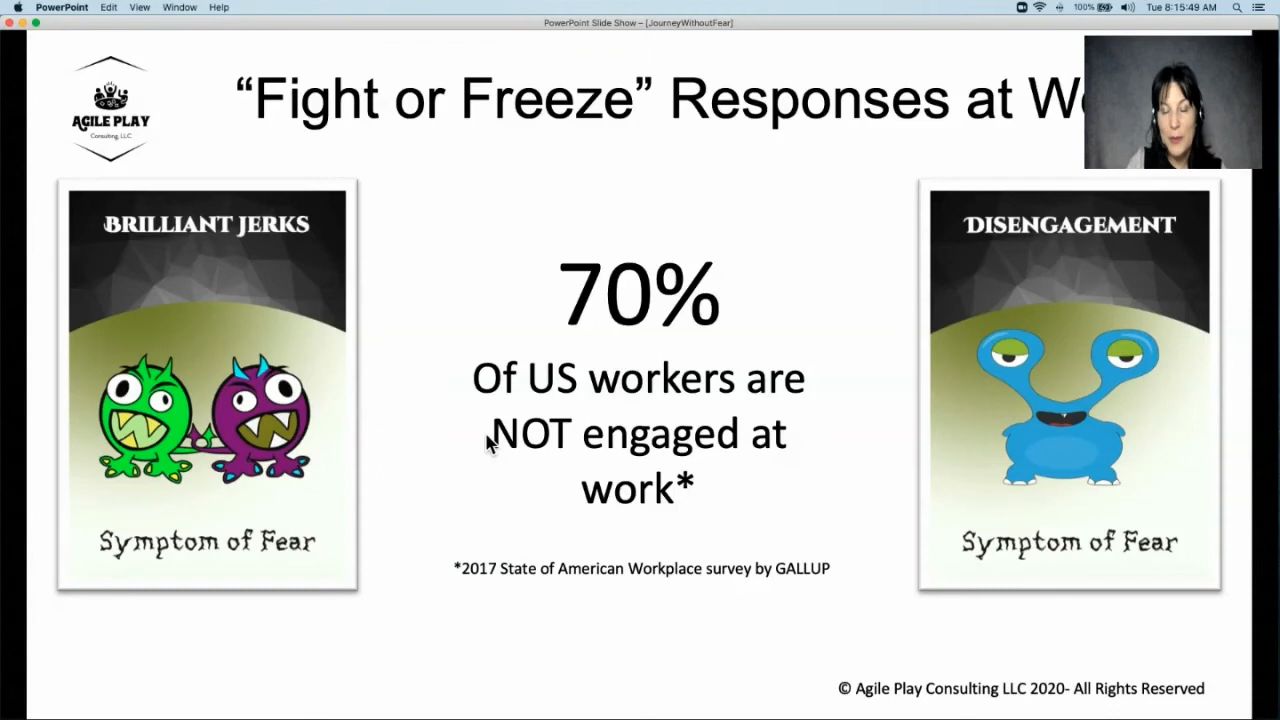 PowerPoint Edit View Window Help 100% Tue 8:15:49 AM
PowerPoint Slide Show – [JourneyWithoutFear]
AGILE PLAY
Consulting, LLC
“Fight or Freeze” Responses at
BRILLIANT JERKS
Symptom of Fear
70%
Of US workers are
NOT engaged at
work*
*2017 State of American Workplace survey by GALLUP
DISENGAGEMENT
Symptom of Fear
© Agile Play Consulting LLC 2020- All Rights Reserved